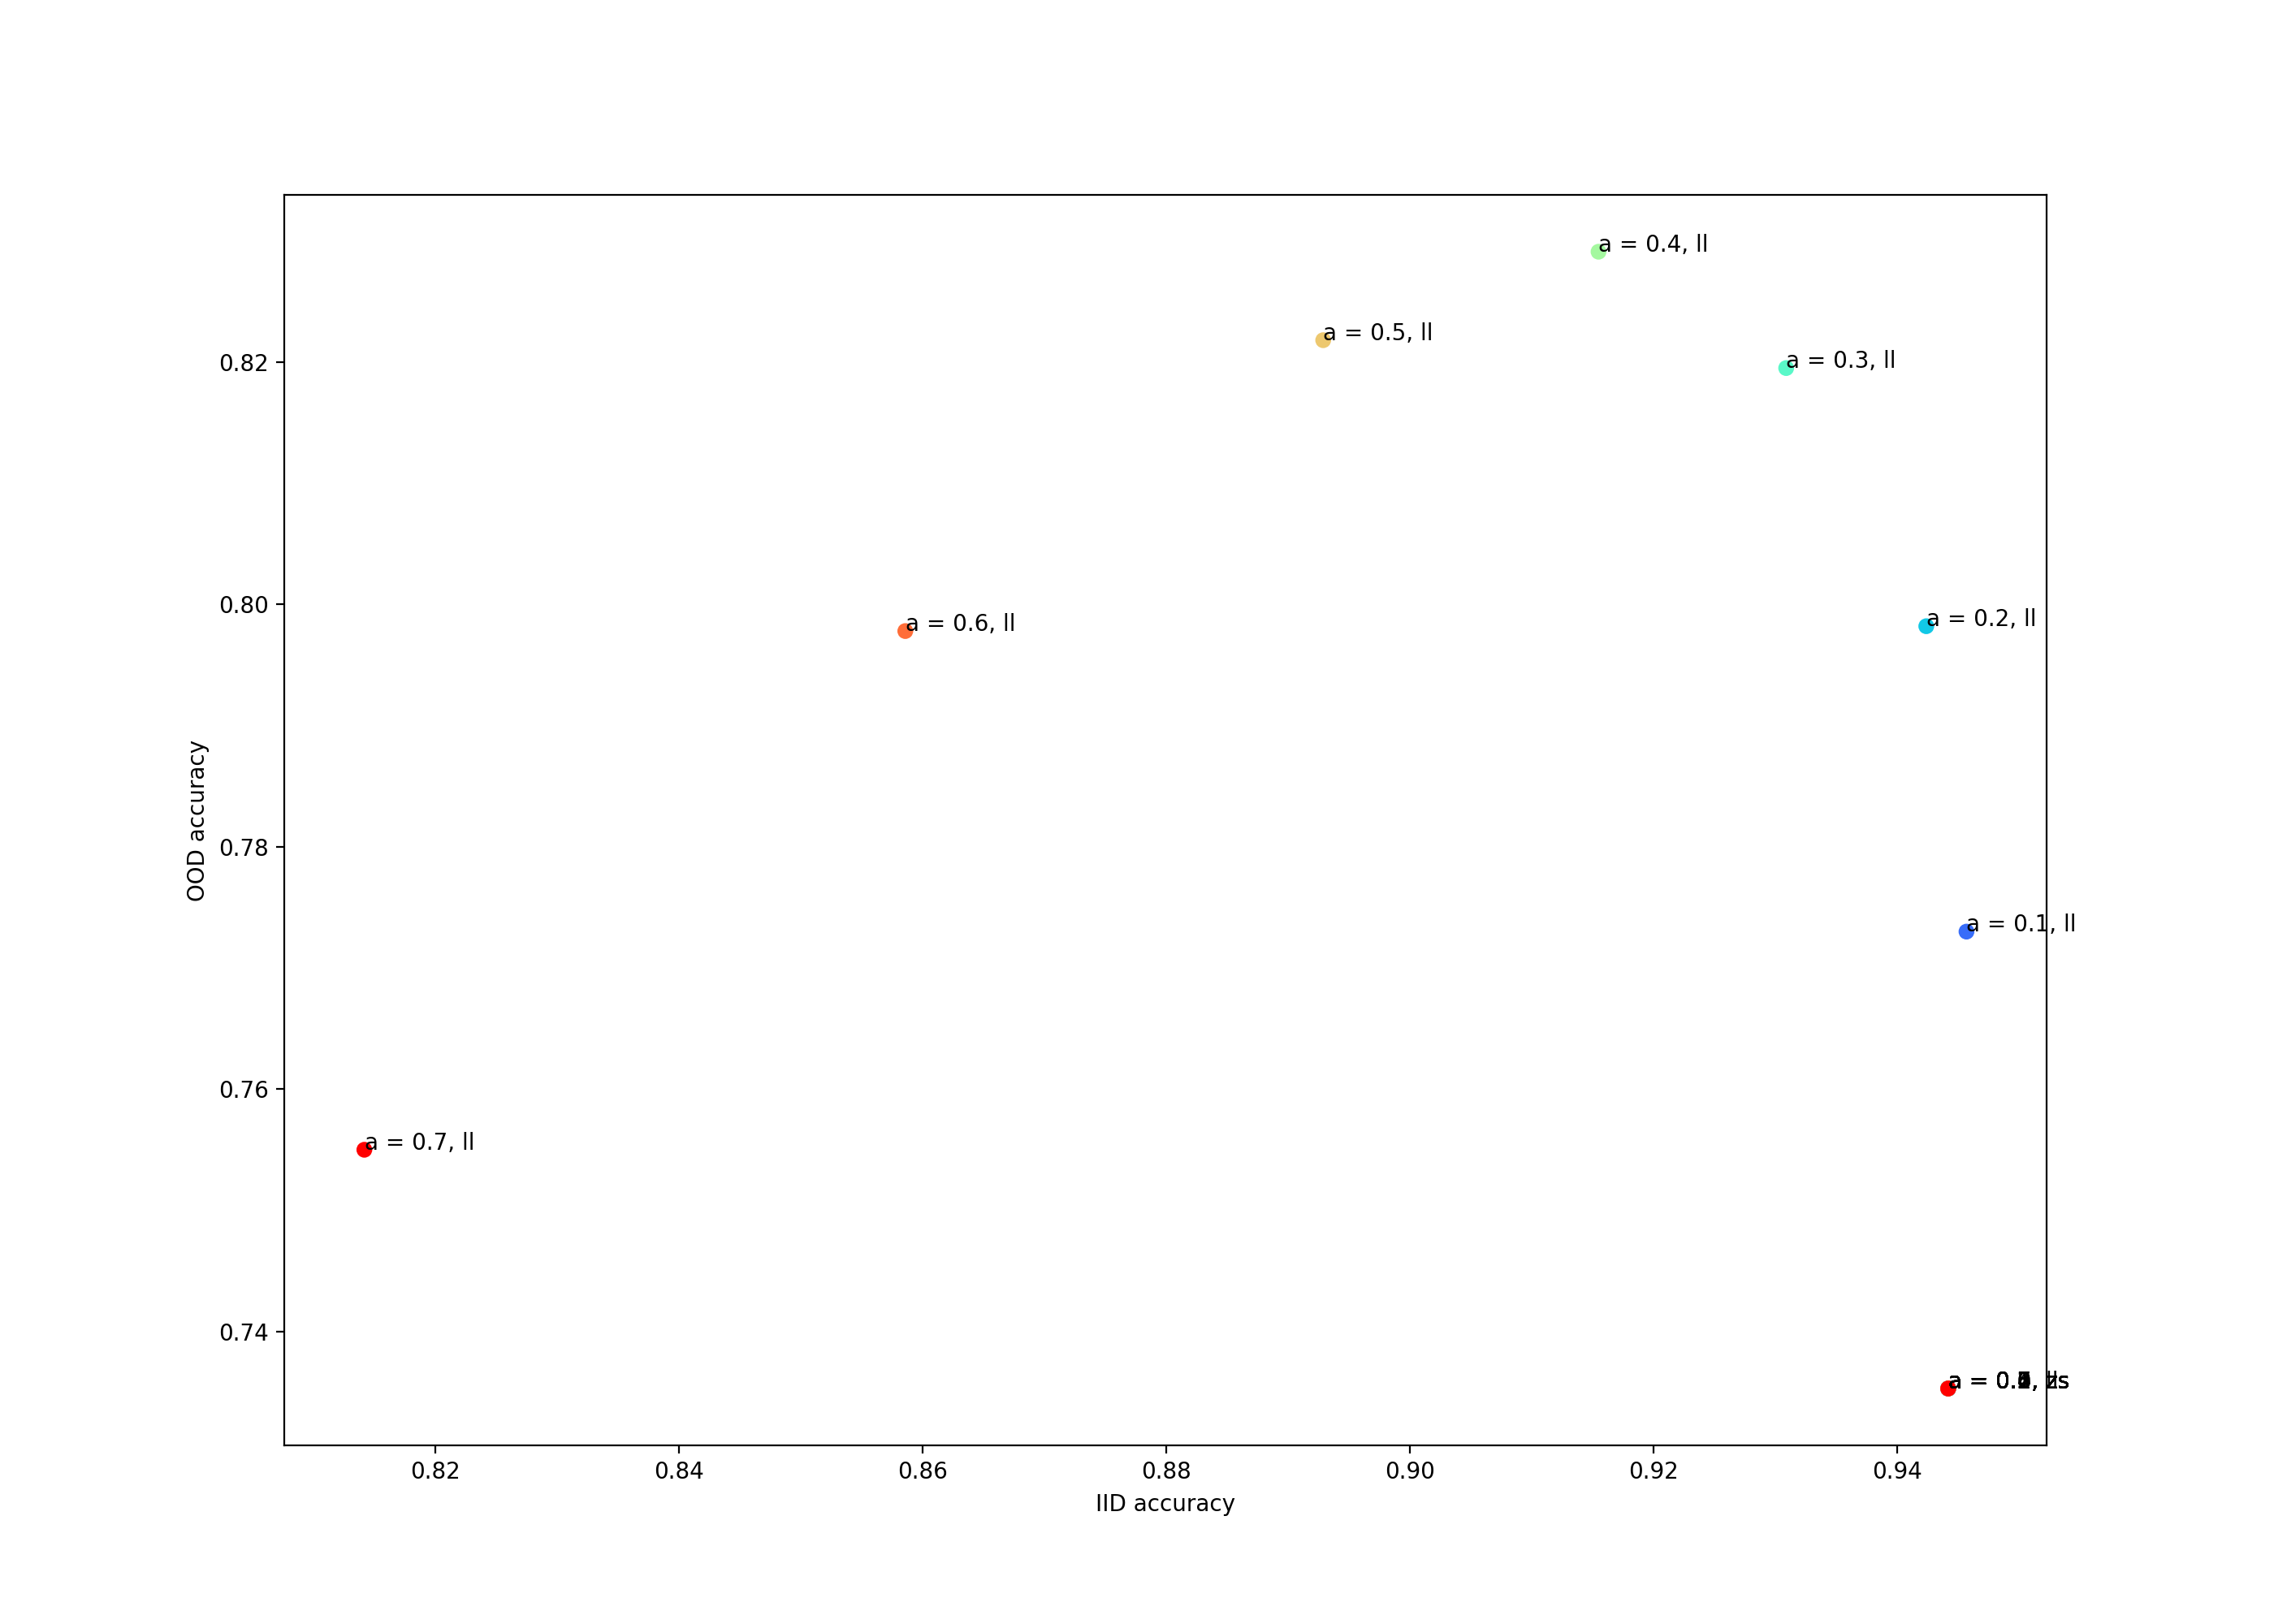 a = 0.4, ll
a = 0.5, ll
a = 0.3, ll
0.82
0.80
a = 0.6, ll
a = 0.2, ll
OOD accuracy
0.78
a = 0.1, ll
0.76
a = 0.7, ll
0.74
0.82
0.84
0.86
0.88
0.90
0.92
0.94
IID accuracy